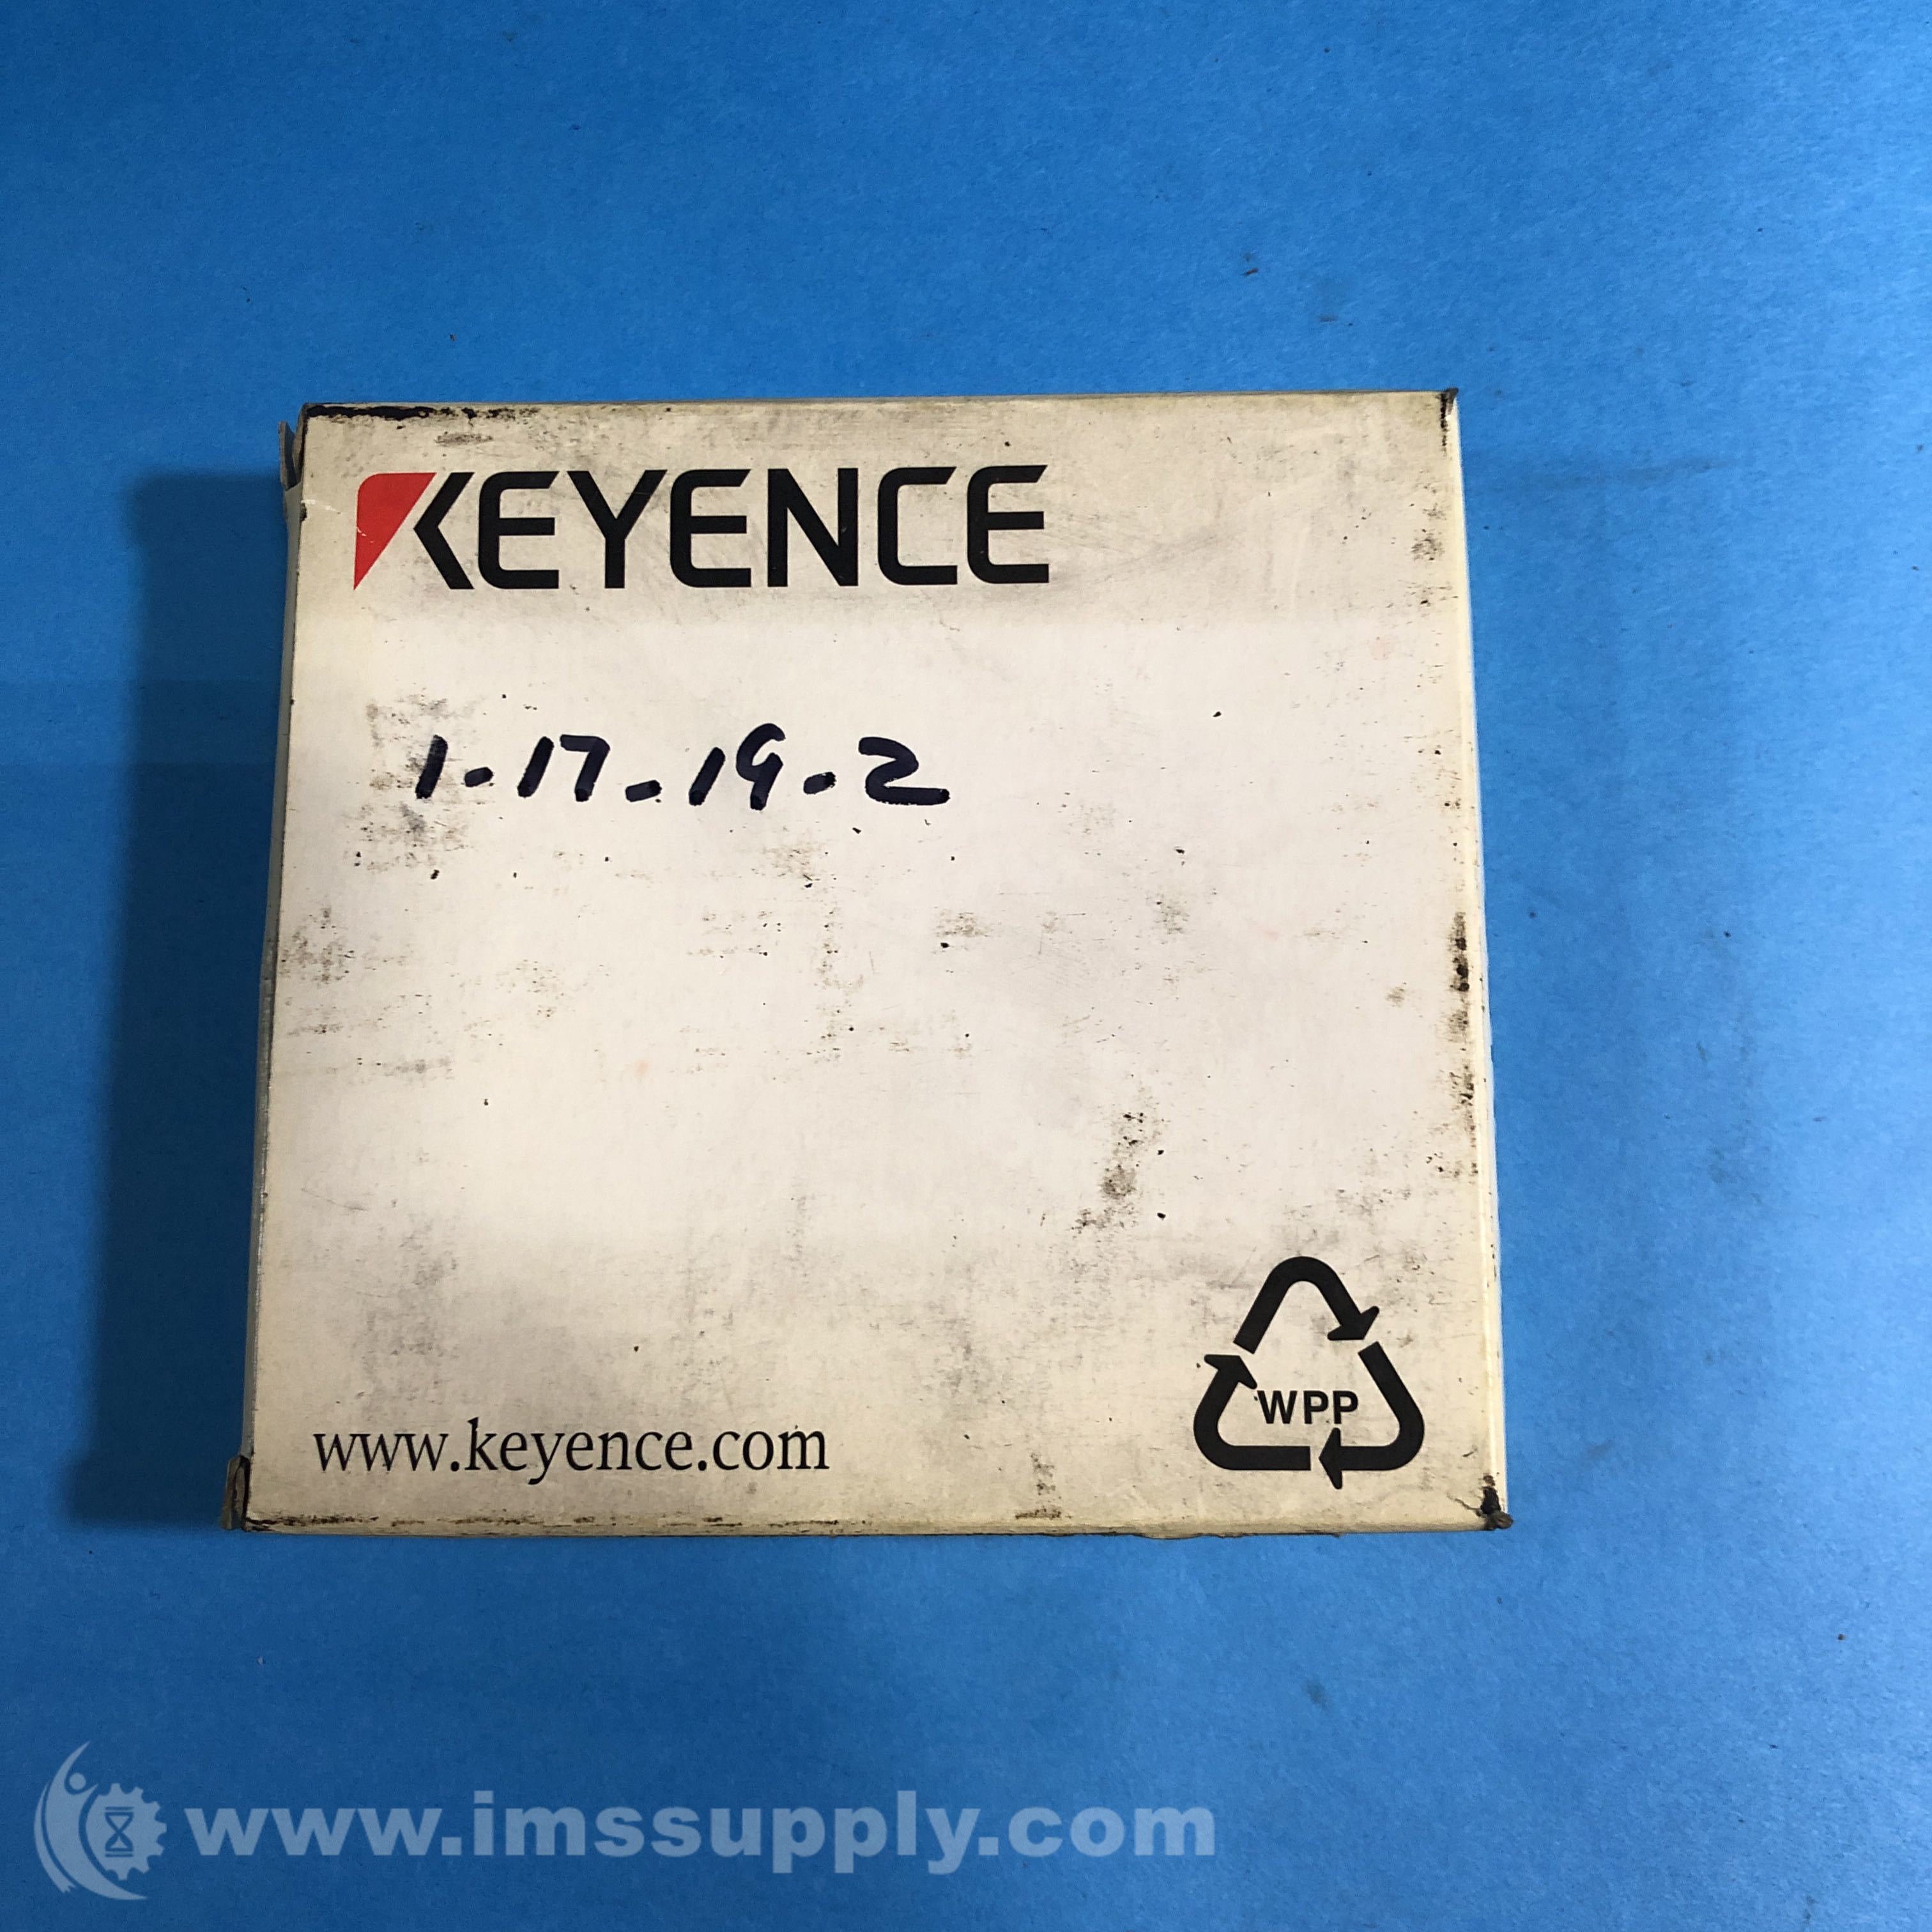 KEYENCE
1-17-19-2
WPP
www.keyence.com
www.imssupply.com